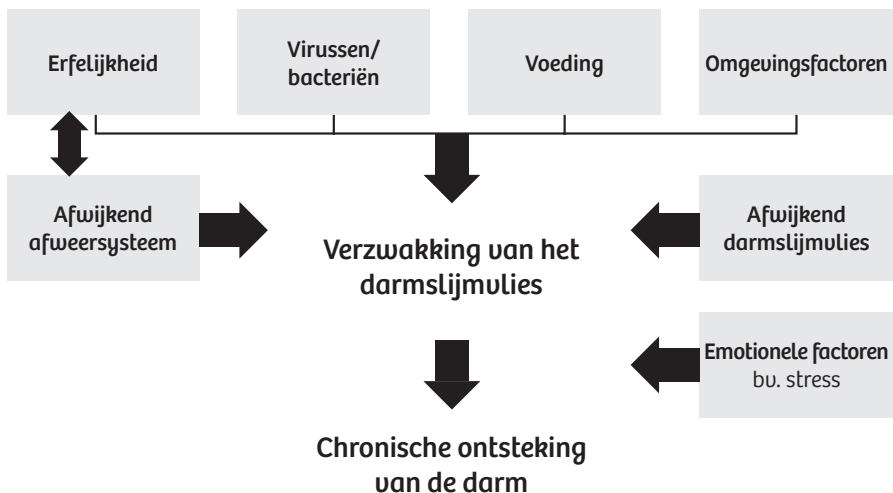 Erfelijkheid
Virussen/
bacteriën
Voeding
Omgevingsfactoren
Afwijkend
afweersysteem
Verzwakking van het
darmslijmvlies
Afwijkend
darmslijmvlies
Emotionele factoren
bv. stress
Chronische ontsteking
van de darm